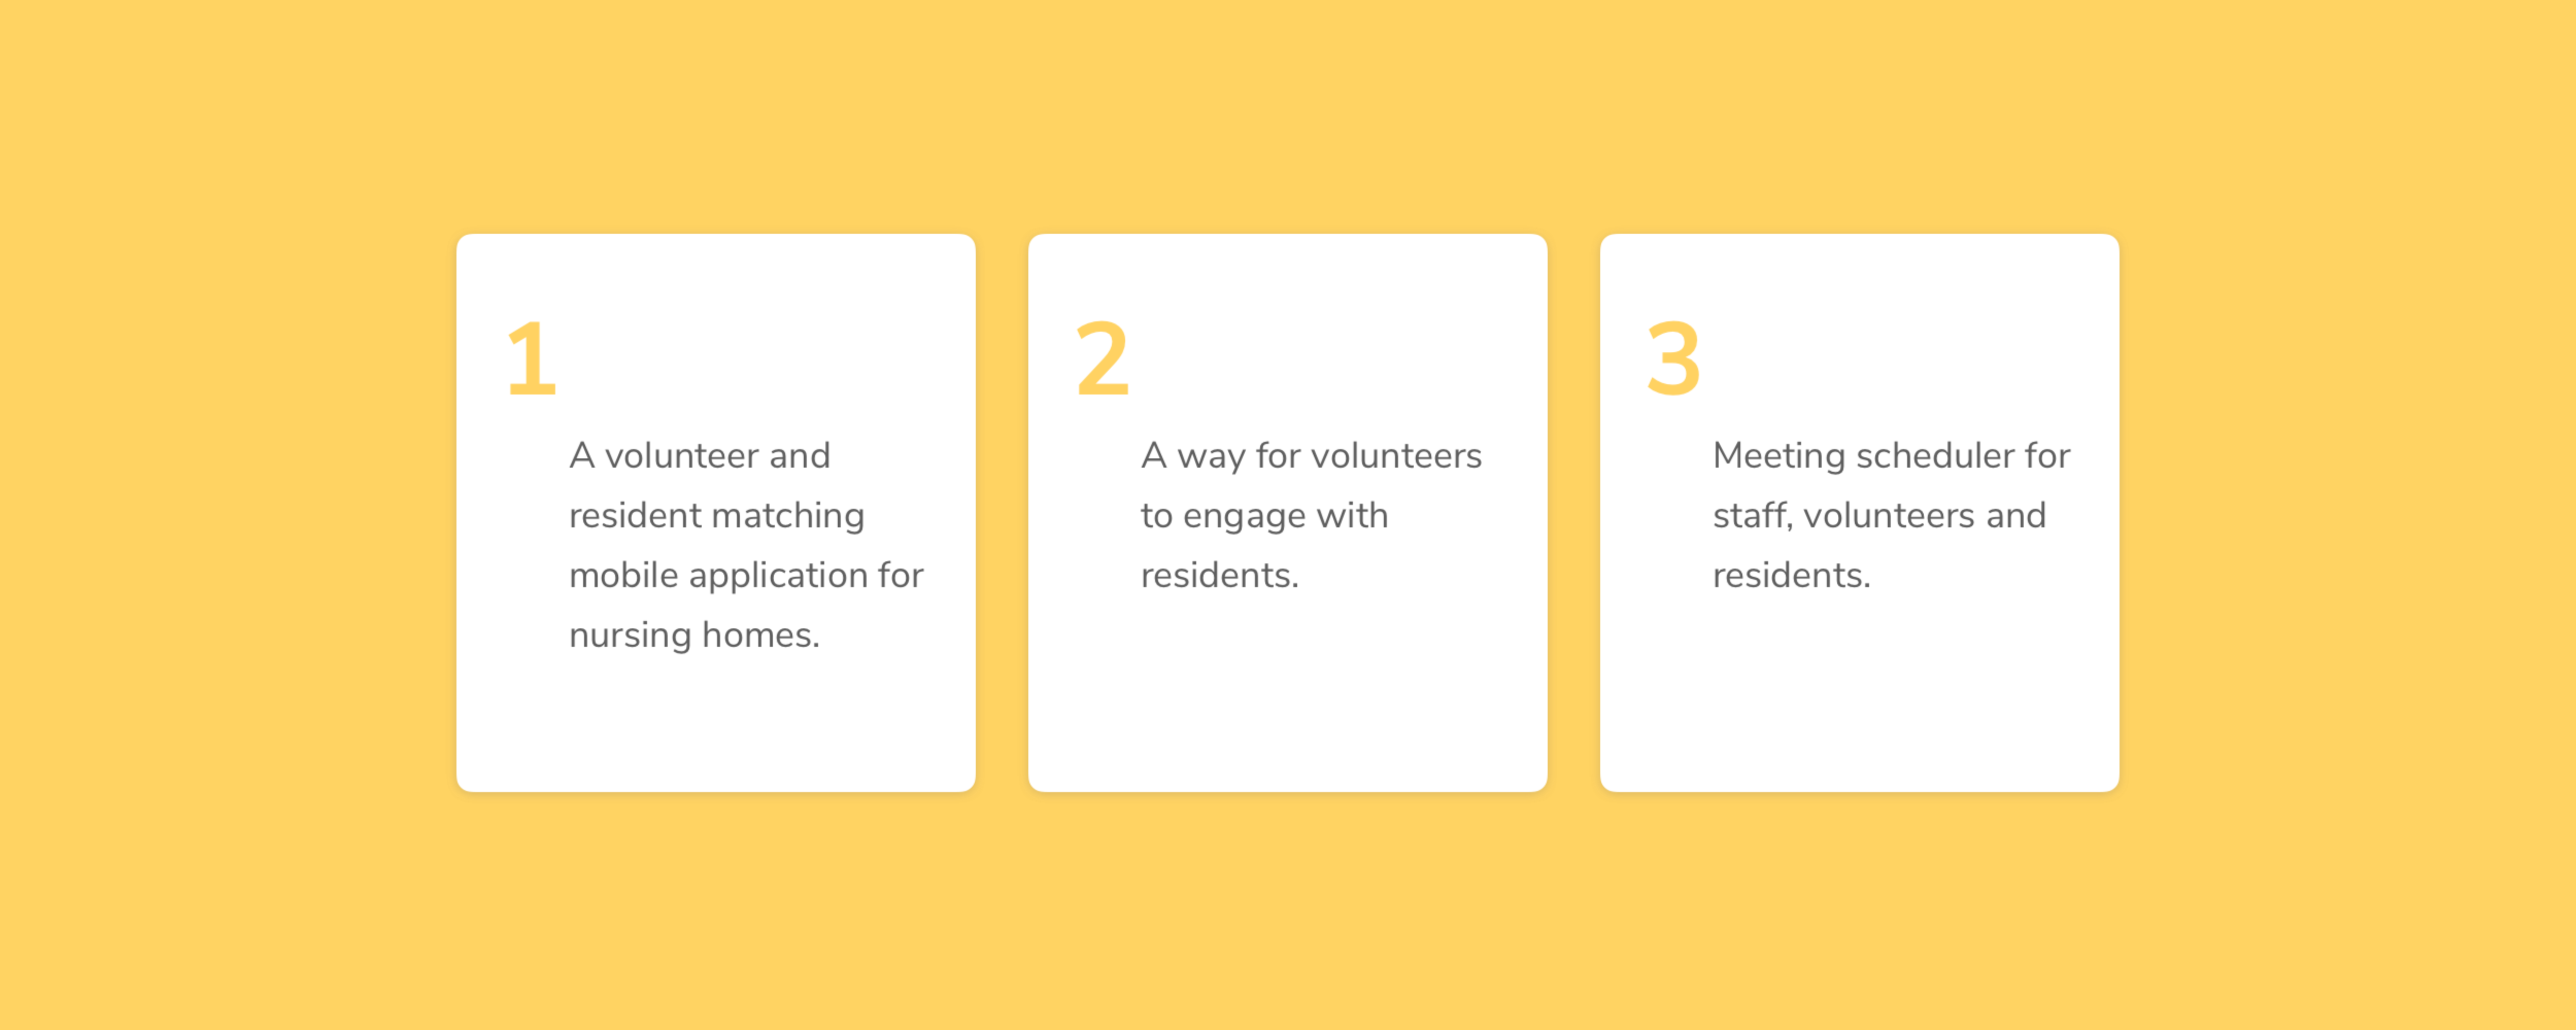 1
A volunteer and
resident matching
mobile application for
nursing homes.
2
A way for volunteers
to engage with
residents.
3
Meeting scheduler for
staff, volunteers and
residents.